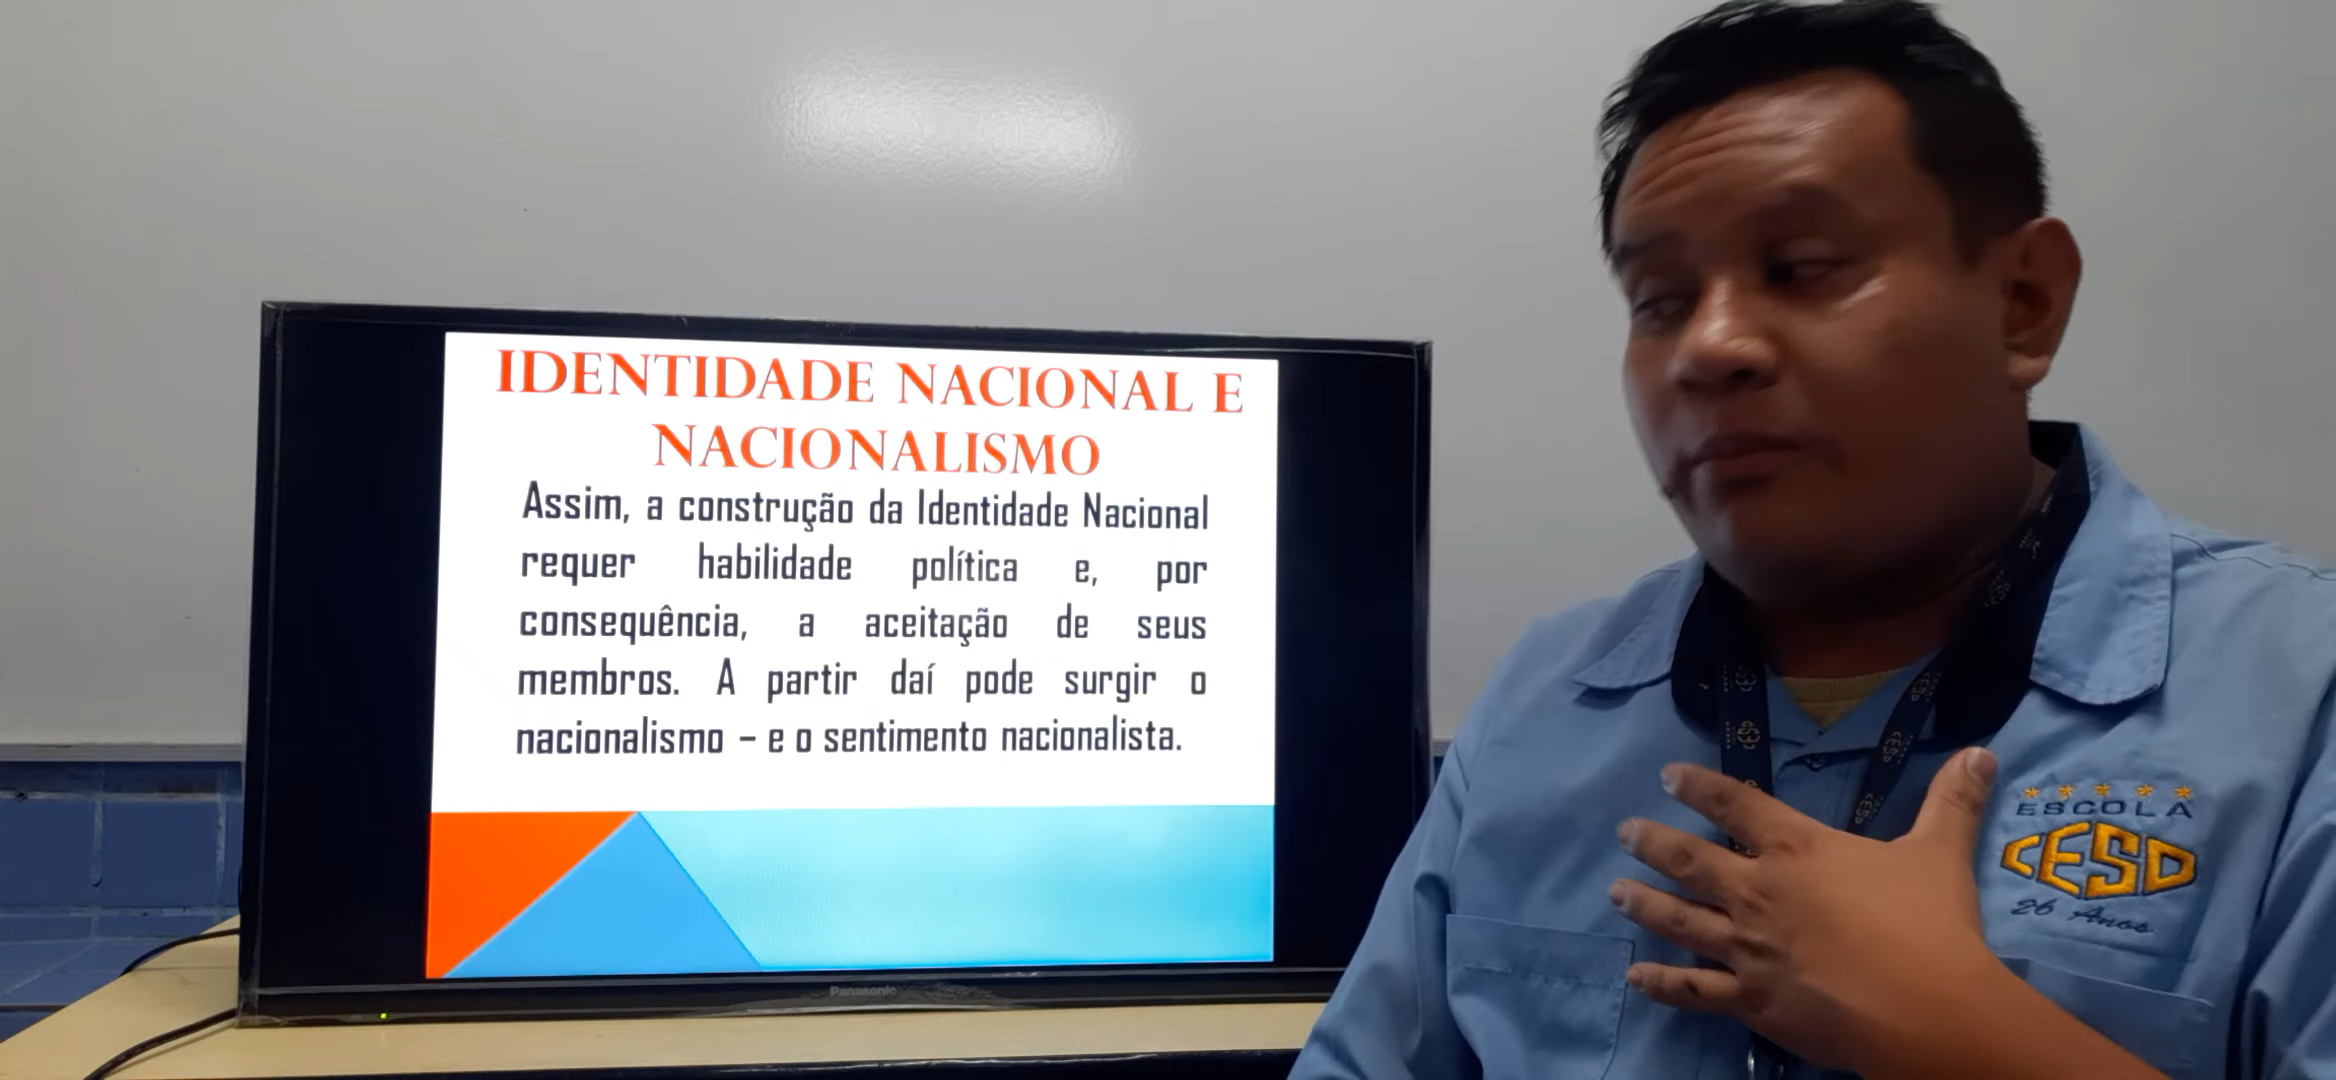 IDENTIDADE NACIONAL E
NACIONALISMO
Assim, a construção da Identidade Nacional
requer habilidade política e, por
consequência, a aceitação de seus
membros. A partir daí pode surgir o
nacionalismo – e o sentimento nacionalista.
Panasonic
ESCOLA
CESD
26 Anos